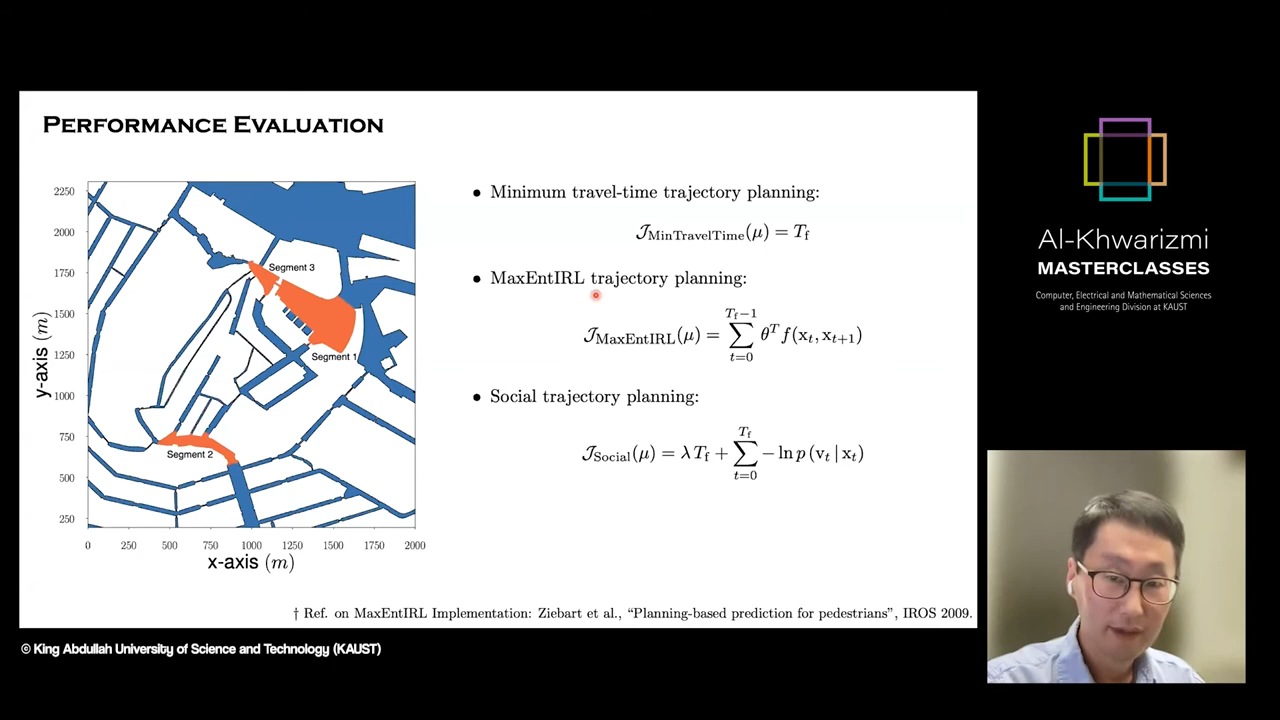 PERFORMANCE EVALUATION
2250
2000
1750
1500
1250
1000
750
500
250
0 250 500 750 1000 1250 1500 1750 2000
y-axis (m)
x-axis (m)
Segment 3
Segment 1
Segment 2
• Minimum travel-time trajectory planning:
𝒥_MinTravelTime(μ) = T_f
• MaxEntIRL trajectory planning:
𝒥_MaxEntIRL(μ) = ∑_{t=0}^{T_f−1} θ^T f(x_t, x_{t+1})
• Social trajectory planning:
𝒥_Social(μ) = λ T_f + ∑_{t=0}^{T_f} − ln p (v_t | x_t)
† Ref. on MaxEntIRL Implementation: Ziebart et al., “Planning-based prediction for pedestrians”, IROS 2009.
Al-Khwarizmi
MASTERCLASSES
Computer, Electrical and Mathematical Sciences
and Engineering Division at KAUST
© King Abdullah University of Science and Technology (KAUST)